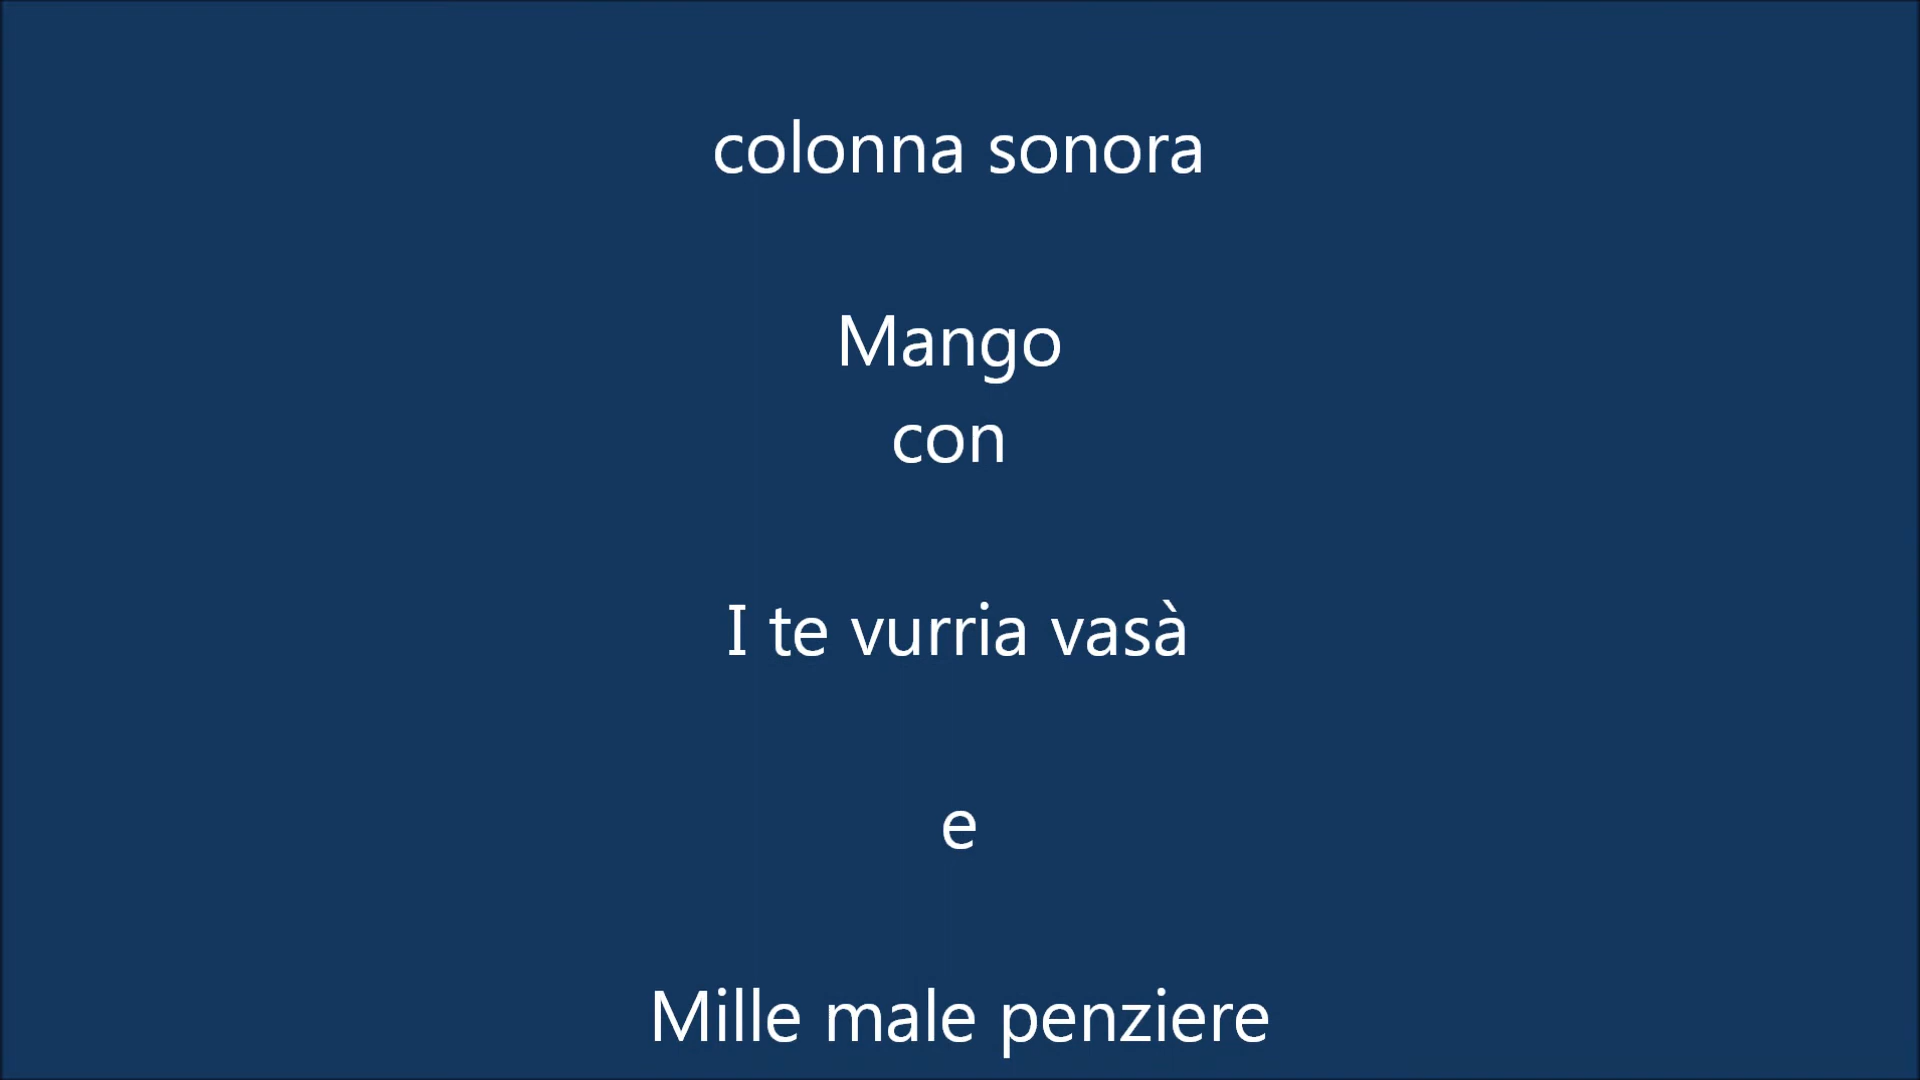 colonna sonora
Mango
con
I te vurria vasà
e
Mille male penziere